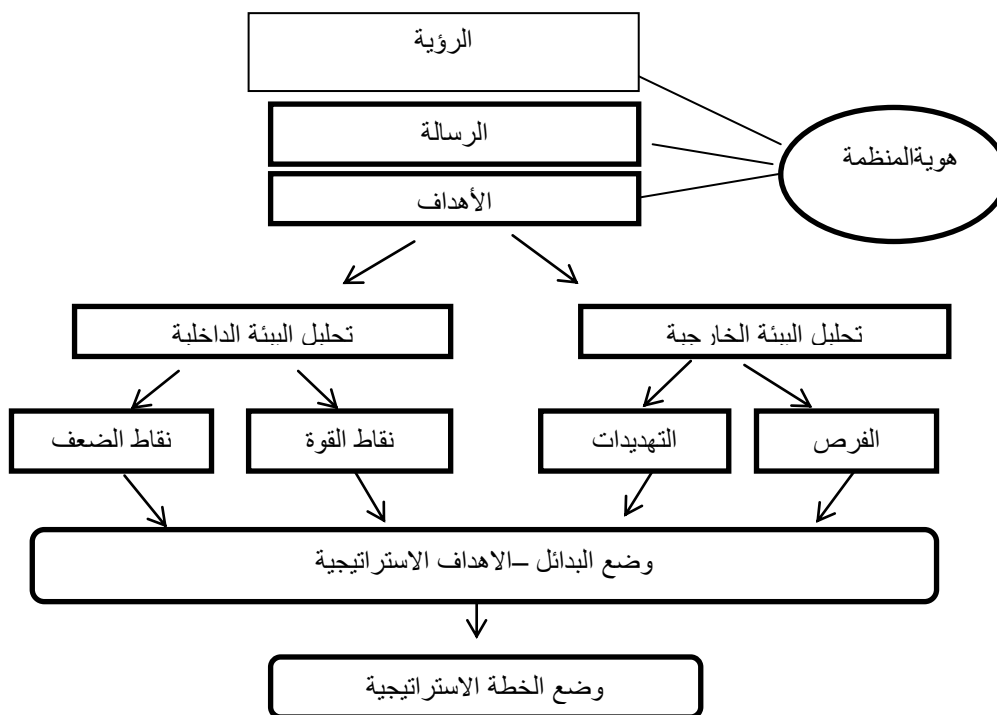 الرؤية
الرسالة
هويةالمنظمة
الأهداف
تحليل البيئة الخارجية
تحليل البيئة الداخلية
الفرص
التهديدات
نقاط القوة
نقاط الضعف
وضع البدائل –الاهداف الاستراتيجية
وضع الخطة الاستراتيجية